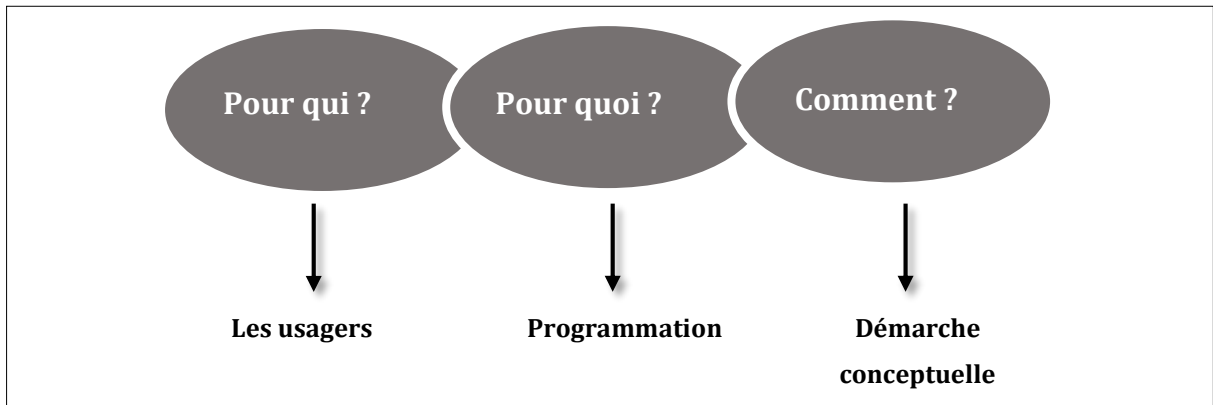 Pour qui ?
Pour quoi ?
Comment ?
Les usagers
Programmation
Démarche
conceptuelle